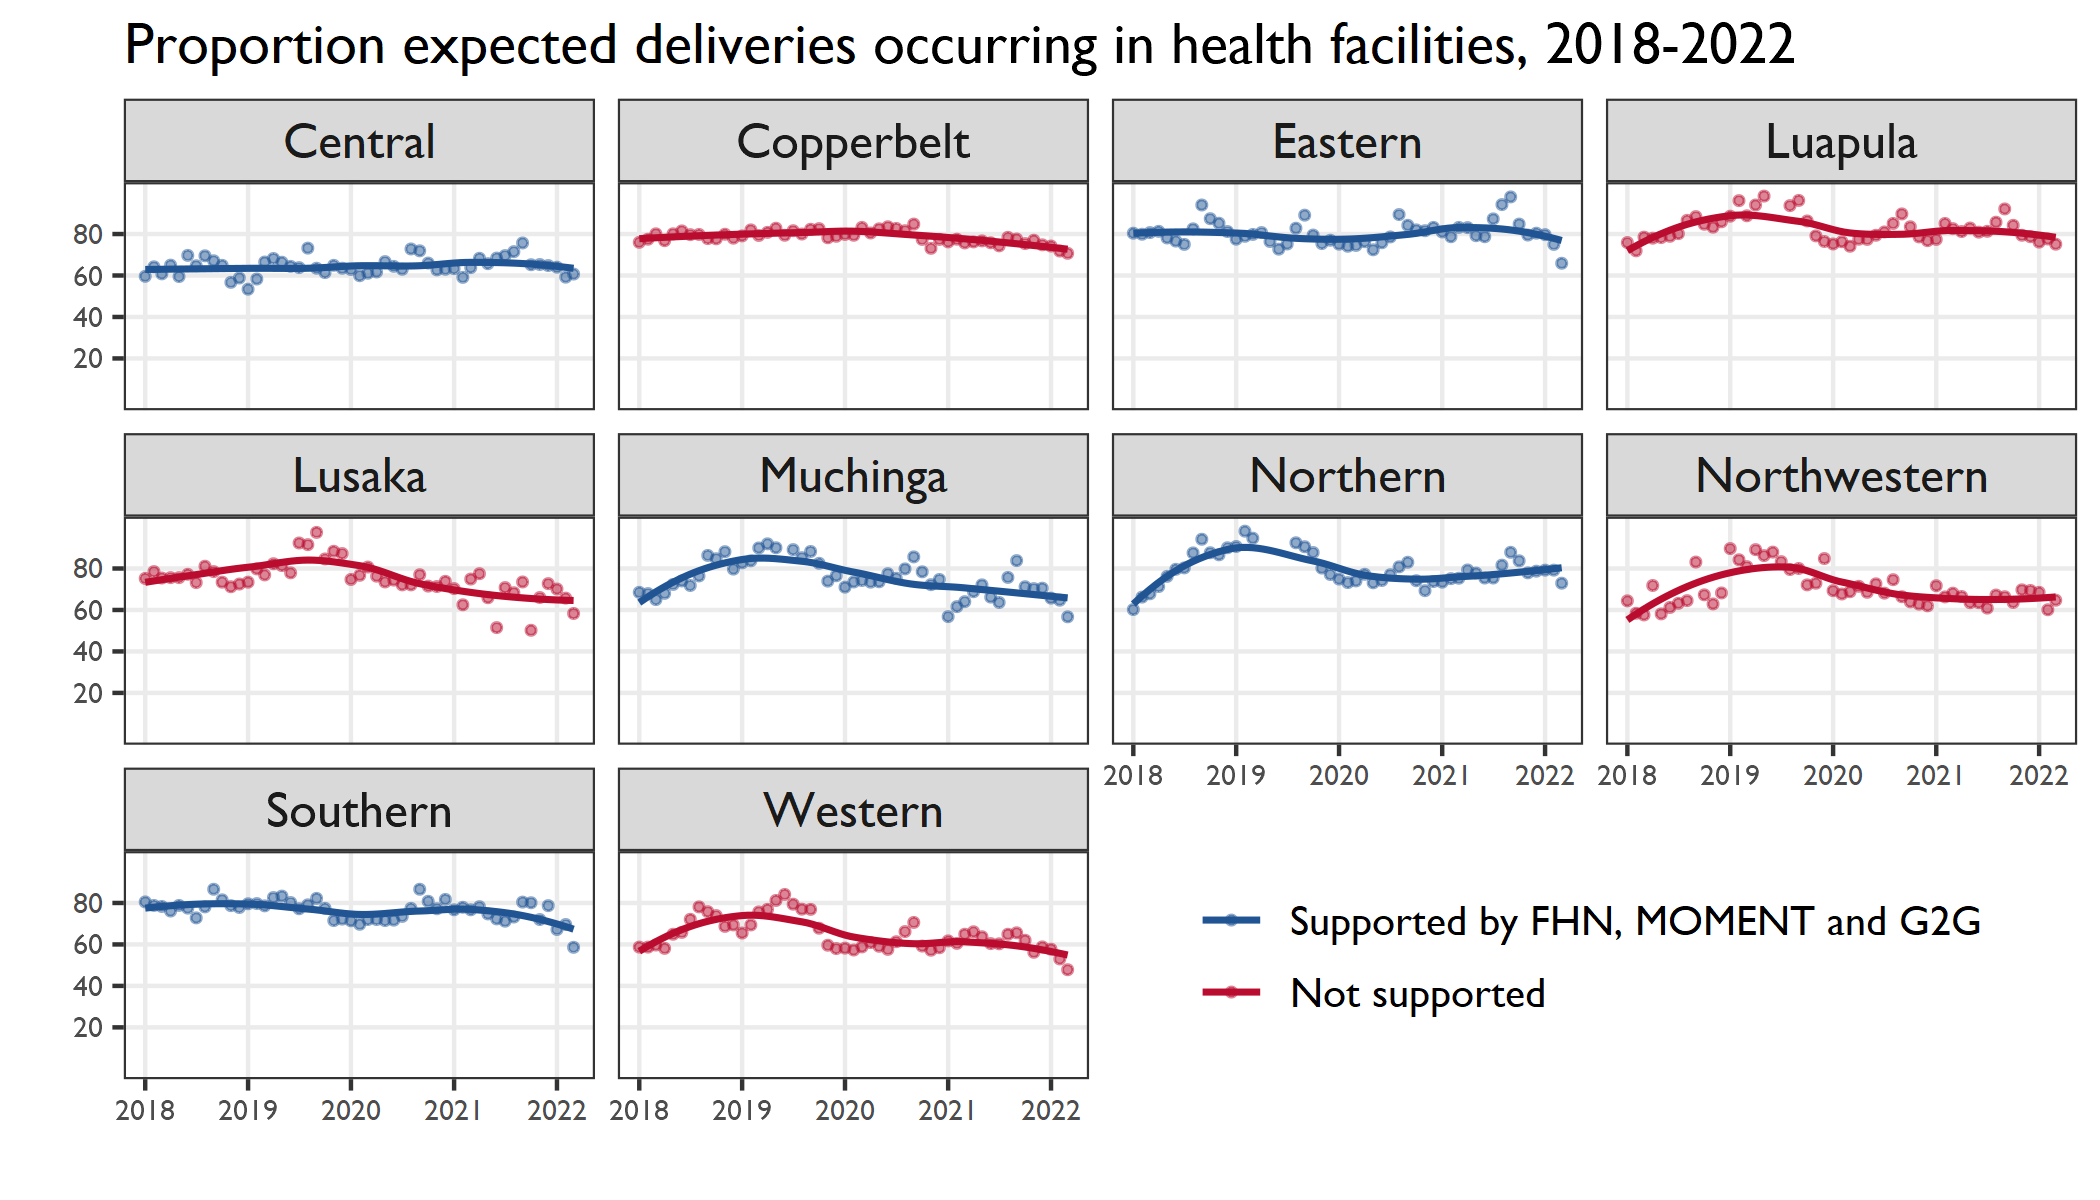 Proportion expected deliveries occurring in health facilities, 2018-2022
Central Copperbelt Eastern Luapula
80
60
40
20
Lusaka Muchinga Northern Northwestern
80
60
40
20
2018 2019 2020 2021 2022 2018 2019 2020 2021 2022
Southern Western
80
60
40
20
2018 2019 2020 2021 2022 2018 2019 2020 2021 2022
Supported by FHN, MOMENT and G2G
Not supported